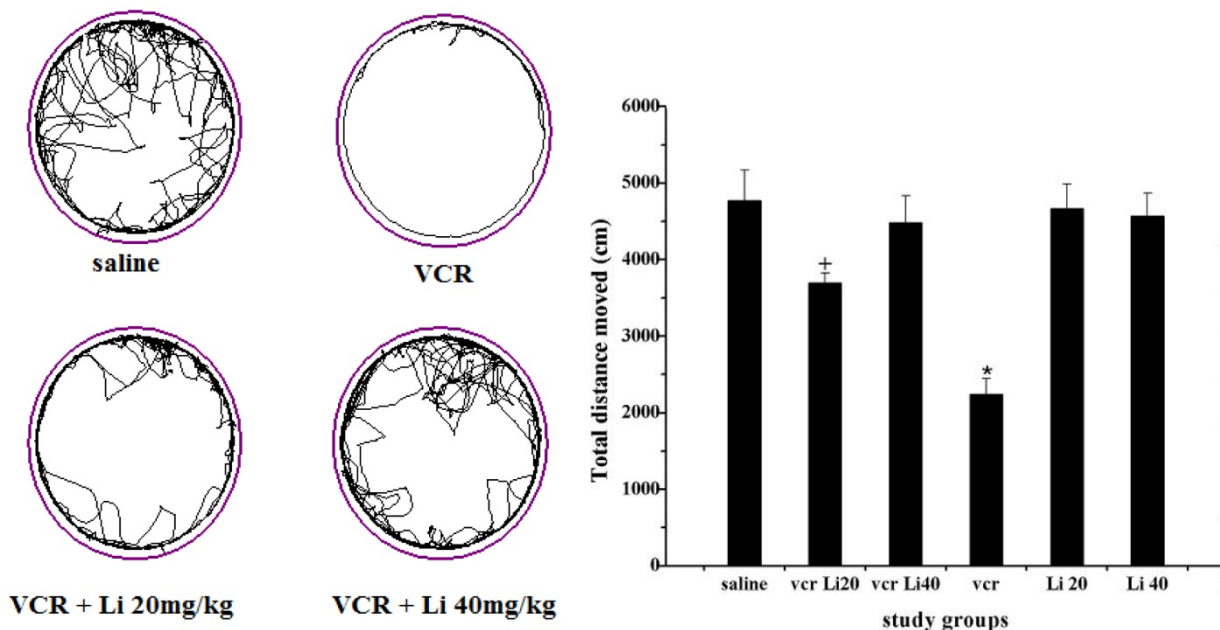 saline
VCR
VCR + Li 20mg/kg
VCR + Li 40mg/kg
Total distance moved (cm)
6000
5000
4000
3000
2000
1000
0
+
*
saline vcr Li20 vcr Li40 vcr Li 20 Li 40
study groups